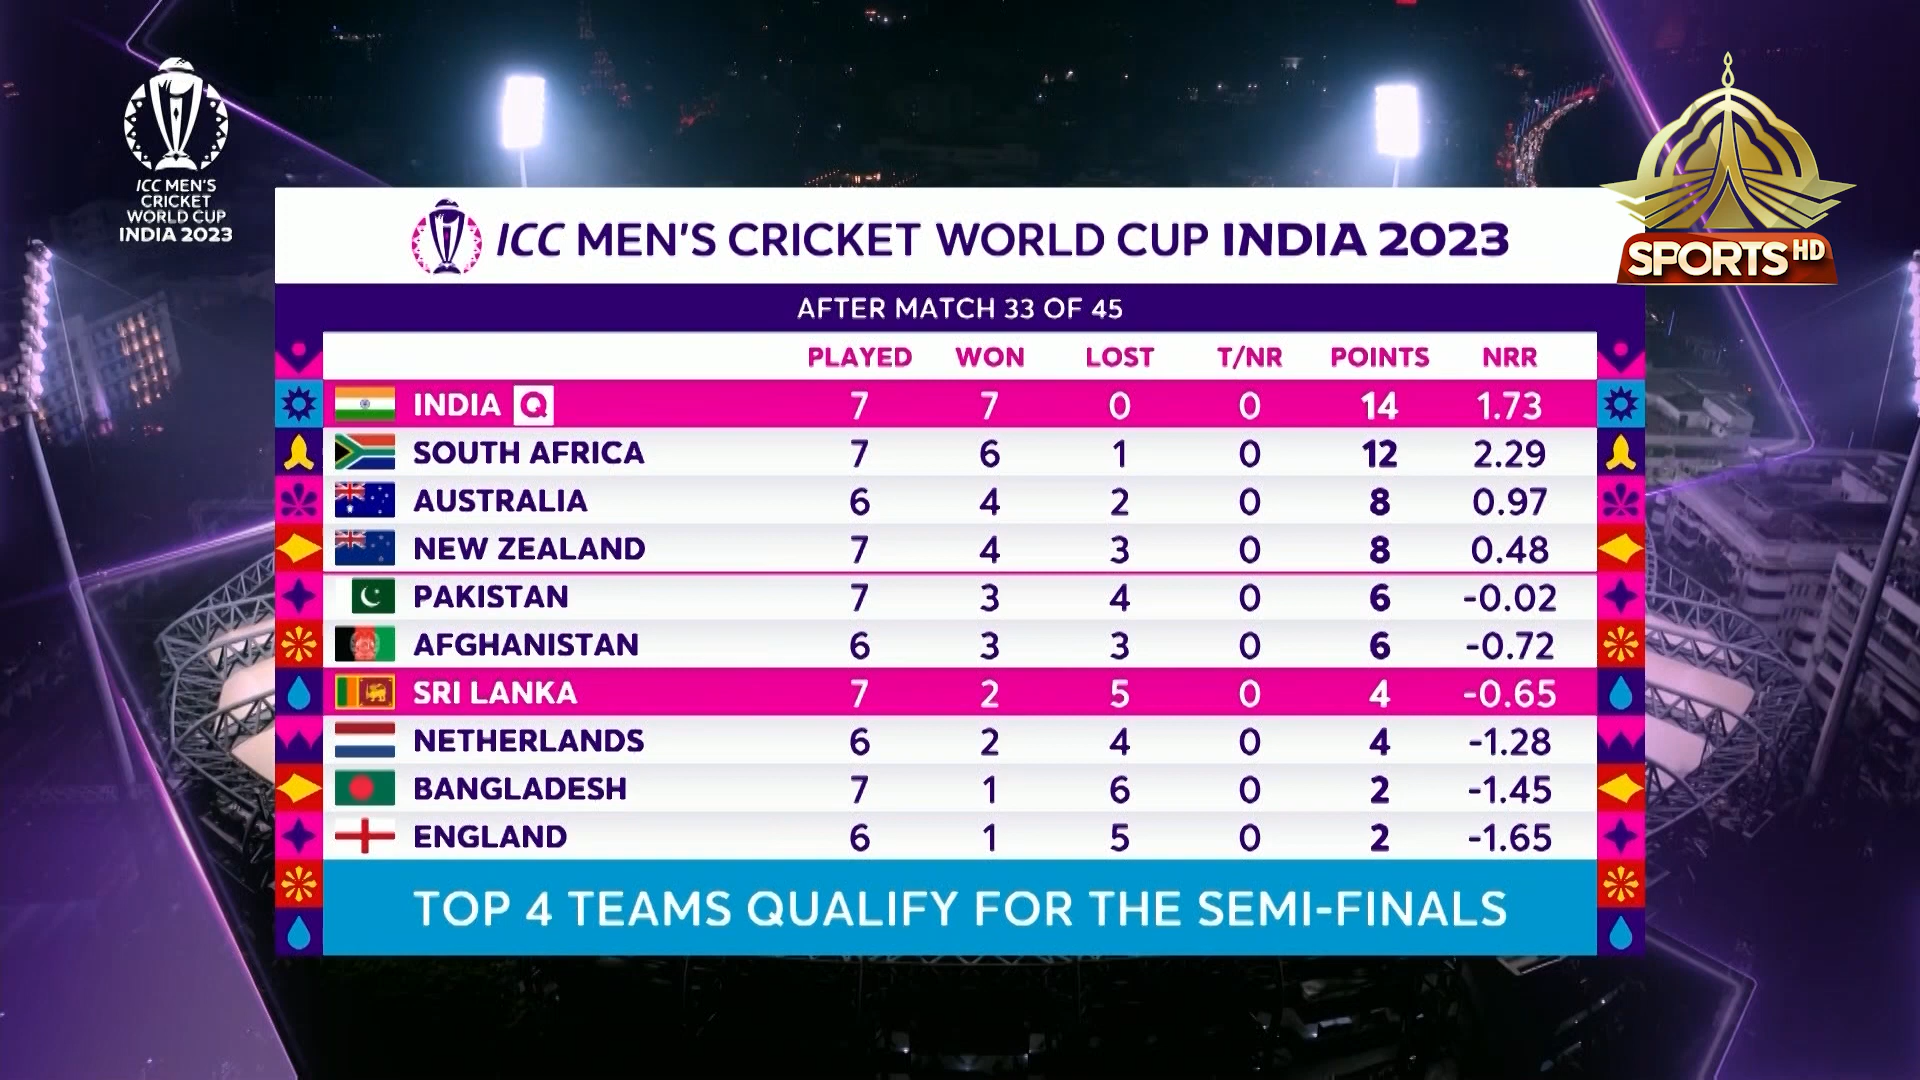 ICC MEN'S
CRICKET
WORLD CUP
INDIA 2023
SPORTS HD
ICC MEN'S CRICKET WORLD CUP INDIA 2023
AFTER MATCH 33 OF 45
PLAYED WON LOST T/NR POINTS NRR
INDIA Q 7 7 0 0 14 1.73
SOUTH AFRICA 7 6 1 0 12 2.29
AUSTRALIA 6 4 2 0 8 0.97
NEW ZEALAND 7 4 3 0 8 0.48
PAKISTAN 7 3 4 0 6 -0.02
AFGHANISTAN 6 3 3 0 6 -0.72
SRI LANKA 7 2 5 0 4 -0.65
NETHERLANDS 6 2 4 0 4 -1.28
BANGLADESH 7 1 6 0 2 -1.45
ENGLAND 6 1 5 0 2 -1.65
TOP 4 TEAMS QUALIFY FOR THE SEMI-FINALS